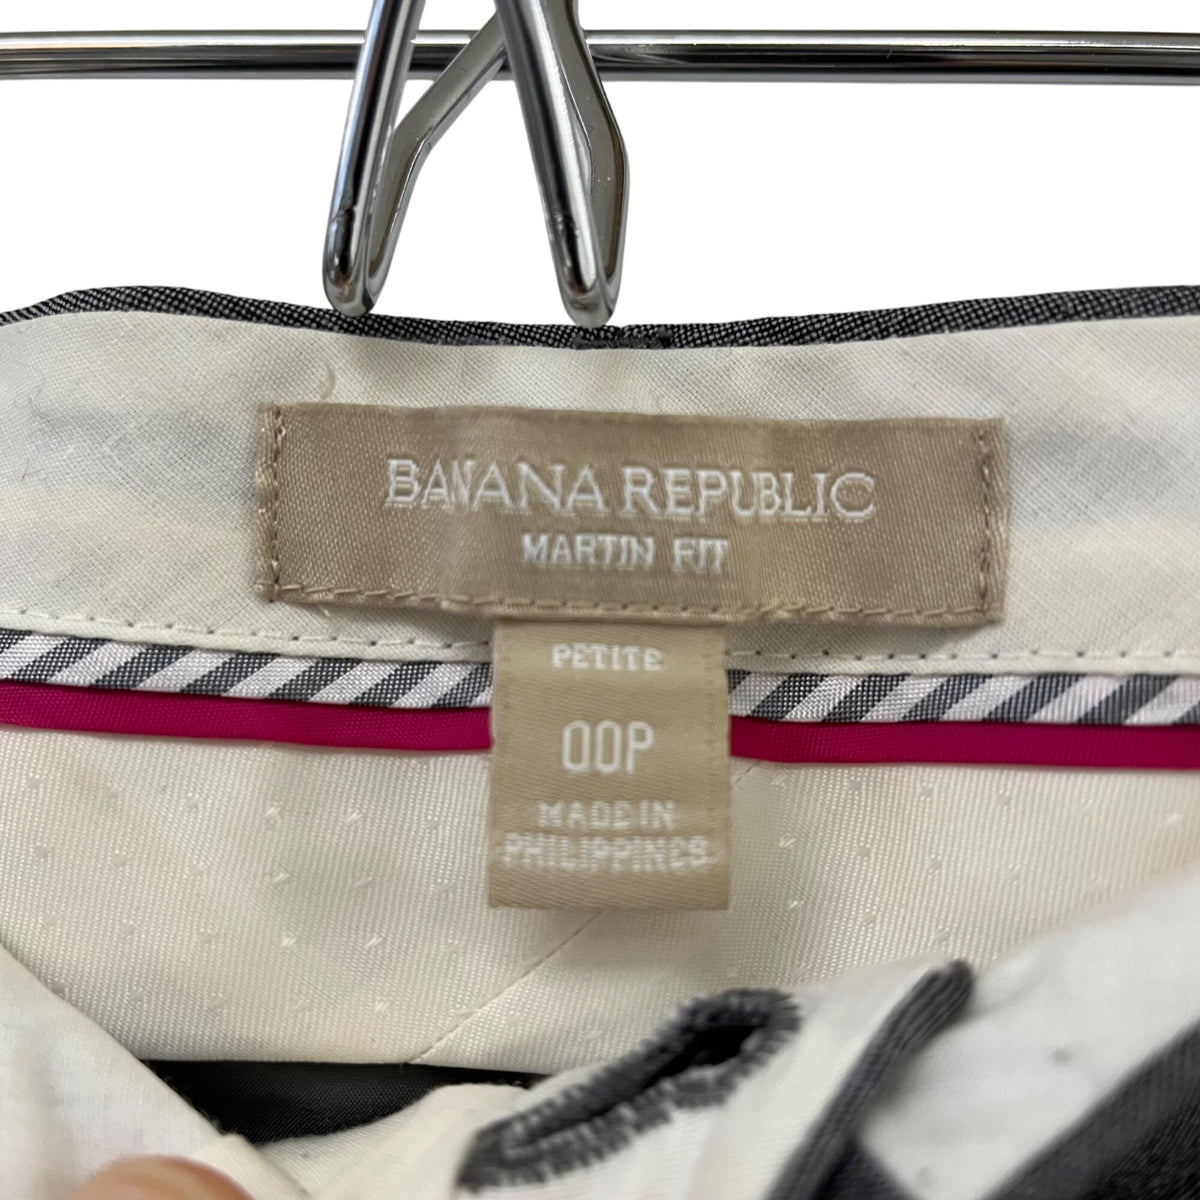 BANANA REPUBLIC
MARTIN FIT
PETITE
00P
MADE IN
PHILIPPINES